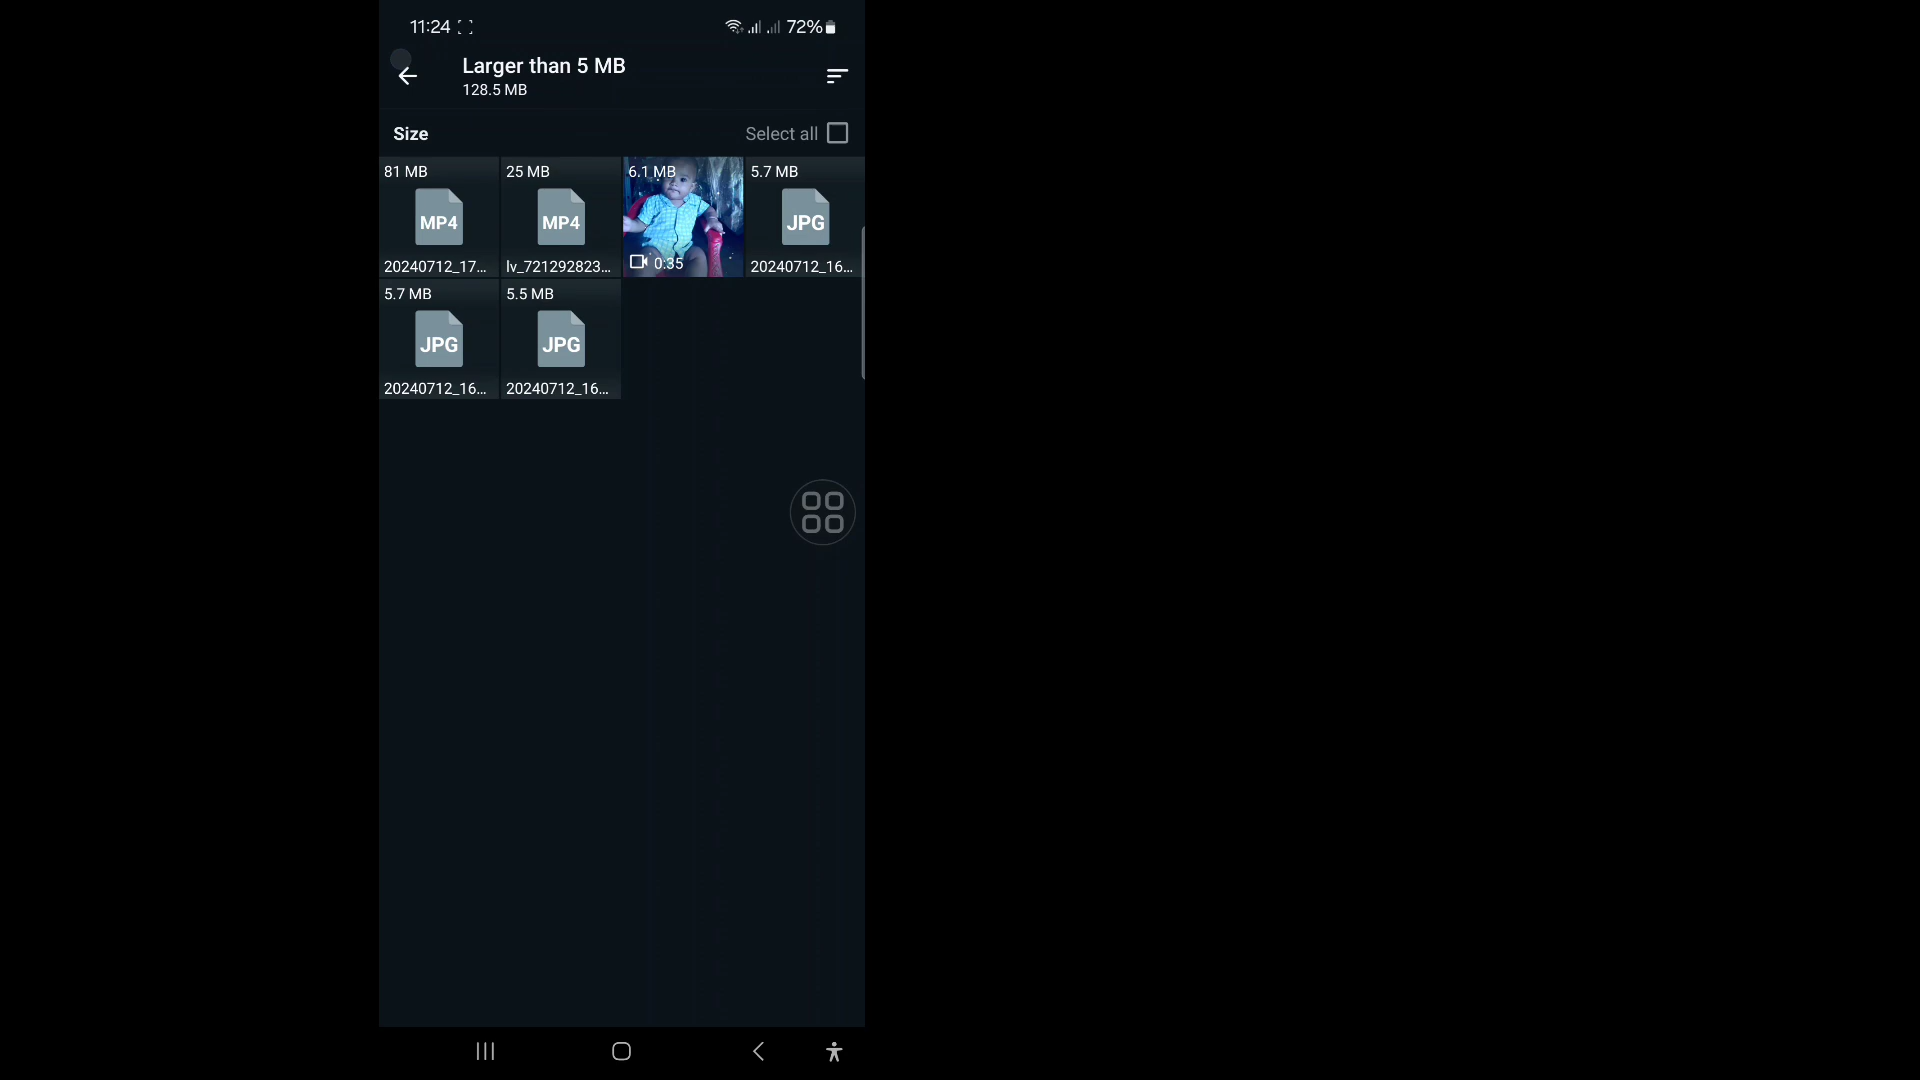 11:24 72%
Larger than 5 MB
128.5 MB
Size Select all
81 MB 25 MB 6.1 MB 5.7 MB
MP4 MP4 JPG
0:35
20240712_17... lv_721292823... 20240712_16...
5.7 MB 5.5 MB
JPG JPG
20240712_16... 20240712_16...